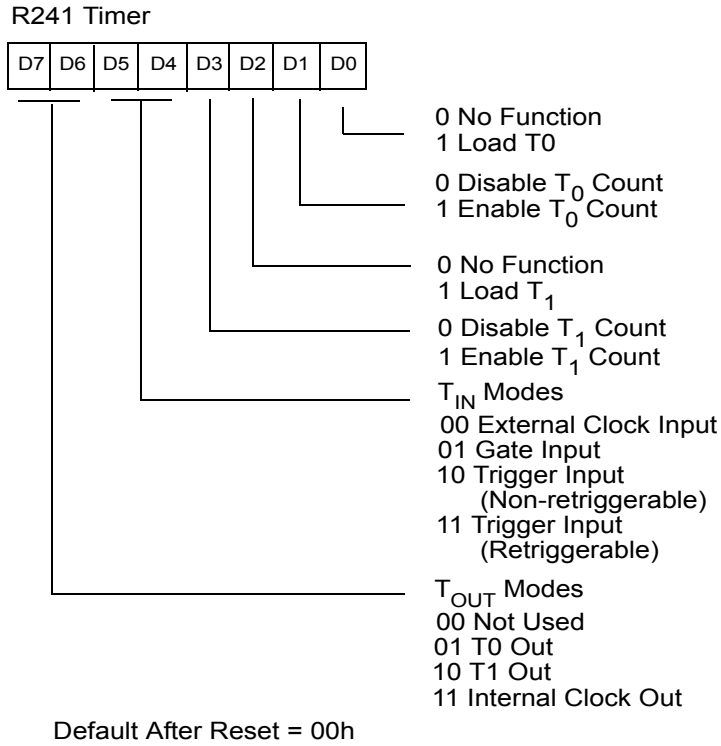 R241 Timer
D7 D6 D5 D4 D3 D2 D1 D0
0 No Function
1 Load T0
0 Disable T0 Count
1 Enable T0 Count
0 No Function
1 Load T1
0 Disable T1 Count
1 Enable T1 Count
TIN Modes
00 External Clock Input
01 Gate Input
10 Trigger Input
(Non-retriggerable)
11 Trigger Input
(Retriggerable)
TOUT Modes
00 Not Used
01 T0 Out
10 T1 Out
11 Internal Clock Out
Default After Reset = 00h